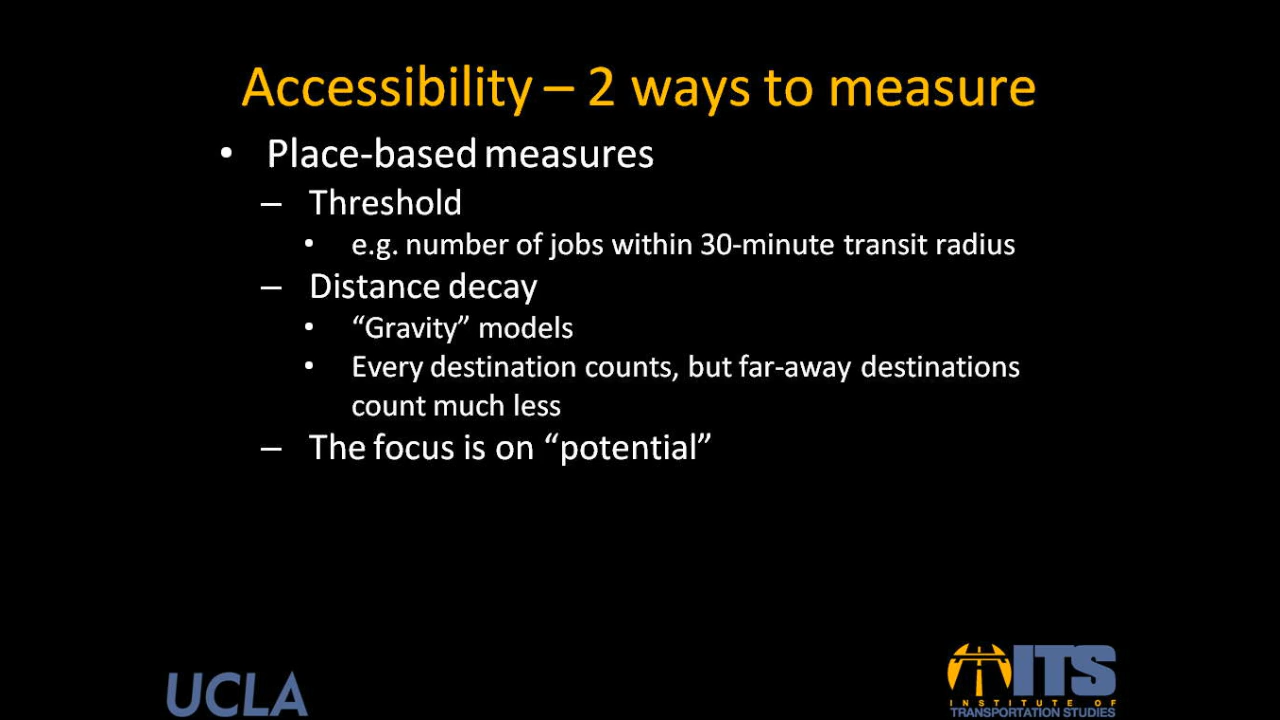 Accessibility – 2 ways to measure
• Place-based measures
– Threshold
• e.g. number of jobs within 30-minute transit radius
– Distance decay
• “Gravity” models
• Every destination counts, but far-away destinations
count much less
– The focus is on “potential”
UCLA
ITS
INSTITUTE OF
TRANSPORTATION STUDIES